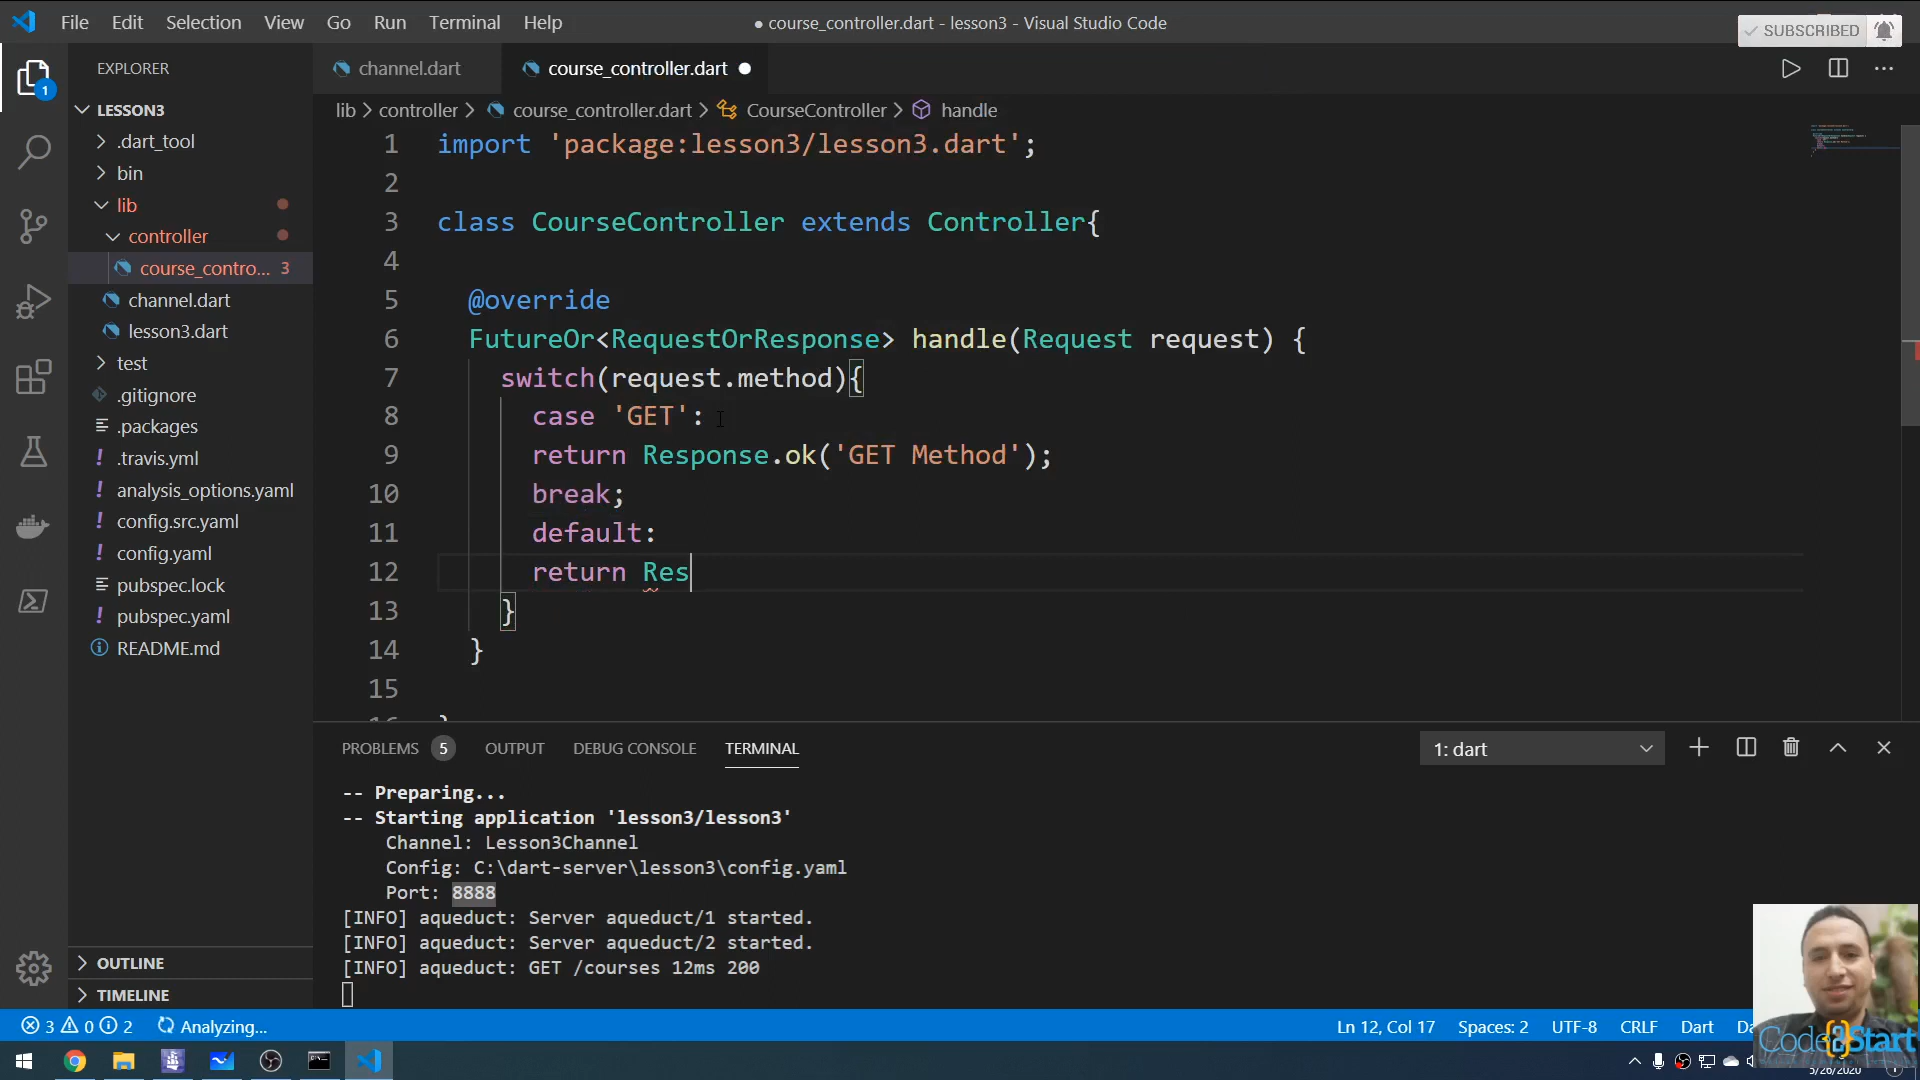 File Edit Selection View Go Run Terminal Help
● course_controller.dart - lesson3 - Visual Studio Code
SUBSCRIBED
EXPLORER
1
LESSON3
.dart_tool
bin
lib
controller
course_contro... 3
channel.dart
lesson3.dart
test
.gitignore
.packages
.travis.yml
analysis_options.yaml
config.src.yaml
config.yaml
pubspec.lock
pubspec.yaml
README.md
OUTLINE
TIMELINE
channel.dart course_controller.dart ●
lib > controller > course_controller.dart > CourseController > handle
1 import 'package:lesson3/lesson3.dart';
2
3 class CourseController extends Controller{
4
5 @override
6 FutureOr<RequestOrResponse> handle(Request request) {
7 switch(request.method){
8 case 'GET':
9 return Response.ok('GET Method');
10 break;
11 default:
12 return Res
13 }
14 }
15
PROBLEMS 5 OUTPUT DEBUG CONSOLE TERMINAL 1: dart
-- Preparing...
-- Starting application 'lesson3/lesson3'
Channel: Lesson3Channel
Config: C:\dart-server\lesson3\config.yaml
Port: 8888
[INFO] aqueduct: Server aqueduct/1 started.
[INFO] aqueduct: Server aqueduct/2 started.
[INFO] aqueduct: GET /courses 12ms 200
3 0 2 Analyzing... Ln 12, Col 17 Spaces: 2 UTF-8 CRLF Dart
Code{2}Start
5/26/2020